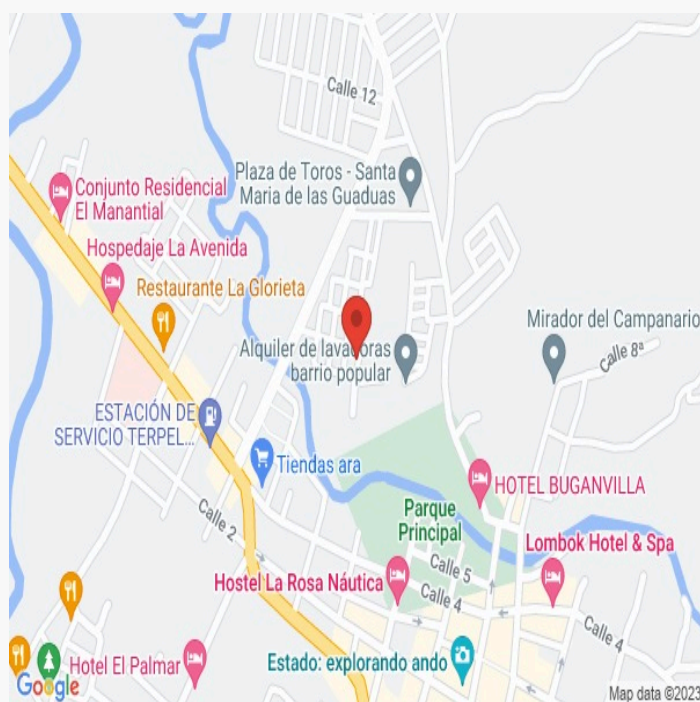 Calle 12
Plaza de Toros - Santa
Maria de las Guaduas
Conjunto Residencial
El Manantial
Hospedaje La Avenida
Restaurante La Glorieta
Mirador del Campanario
Calle 8ª
Alquiler de lavadoras
barrio popular
ESTACIÓN DE
SERVICIO TERPEL...
Tiendas ara
HOTEL BUGANVILLA
Parque
Principal
Calle 2
Lombok Hotel & Spa
Calle 5
Hostel La Rosa Náutica
Calle 4
Calle 4
Hotel El Palmar
Estado: explorando ando
Google
Map data ©2023